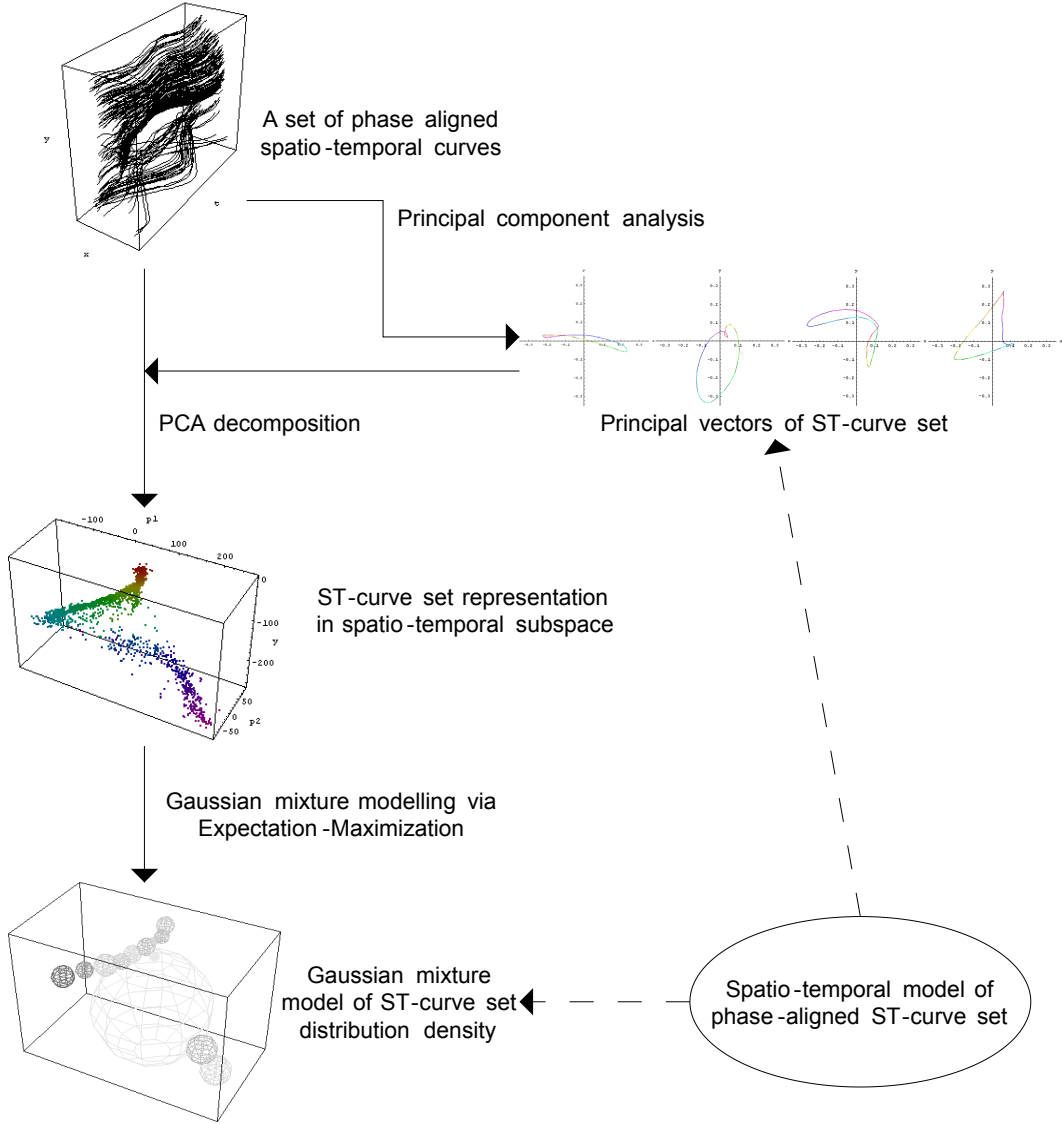 A set of phase aligned
spatio-temporal curves
y
t
x
Principal component analysis
PCA decomposition
Principal vectors of ST-curve set
-100
p1
0
100
200
0
-100
y
-200
50
0
p2
-50
ST-curve set representation
in spatio-temporal subspace
Gaussian mixture modelling via
Expectation-Maximization
Gaussian mixture
model of ST-curve set
distribution density
Spatio-temporal model of
phase-aligned ST-curve set